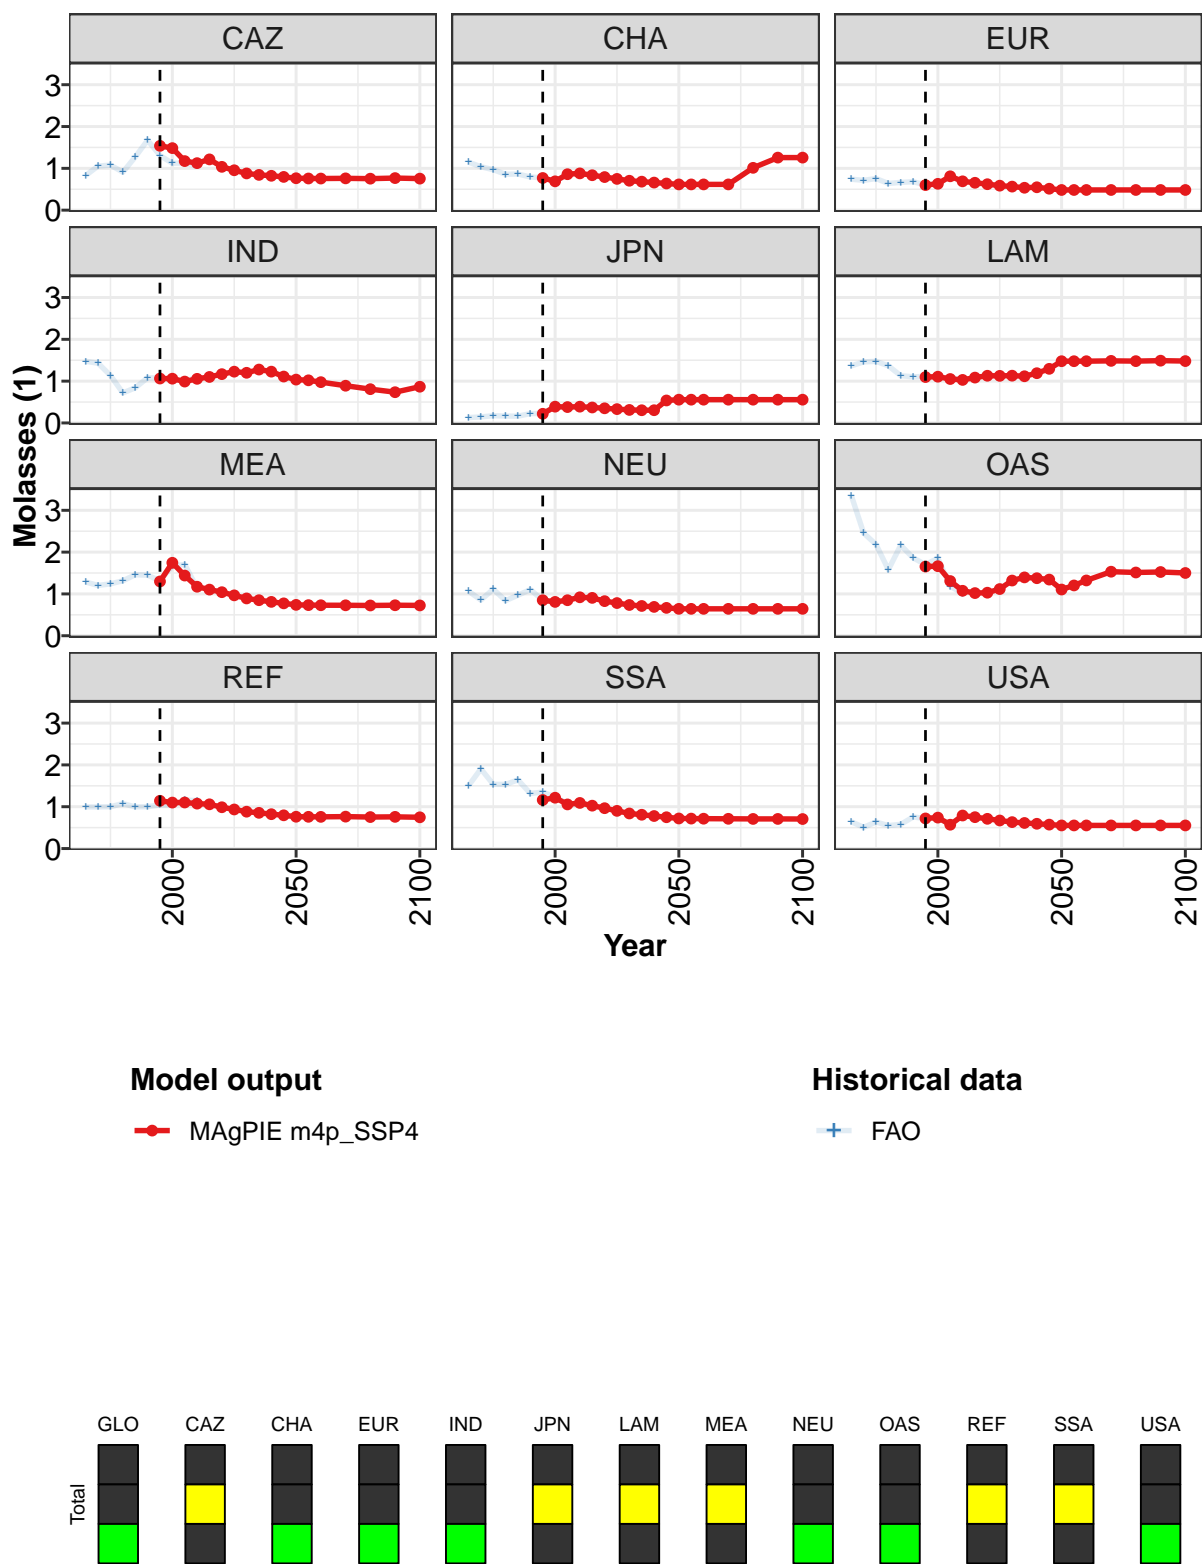 CAZ CHA EUR
3
2
1
0
IND JPN LAM
3
2
1
0
MEA NEU OAS
3
2
1
0
REF SSA USA
3
2
1
0
Molasses (1)
2000 2050 2100 2000 2050 2100 2000 2050 2100
Year
Model output Historical data
MAgPIE m4p_SSP4 FAO
GLO CAZ CHA EUR IND JPN LAM MEA NEU OAS REF SSA USA
Total